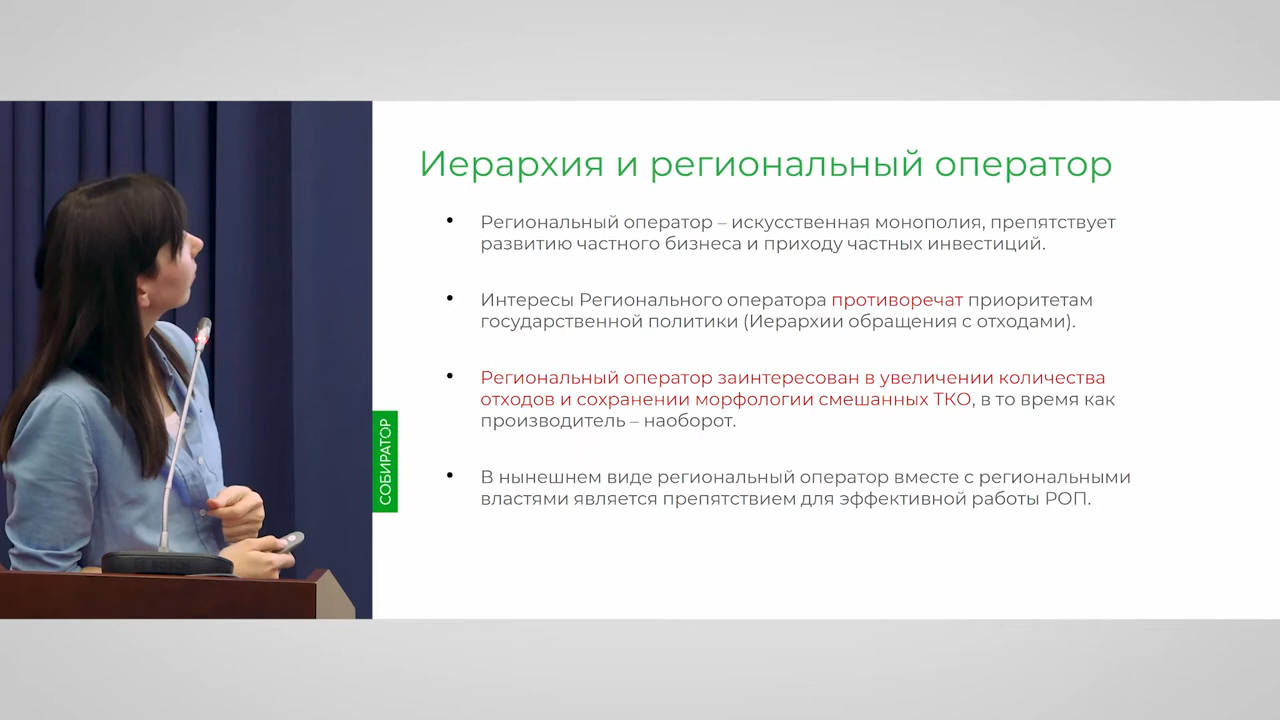 Иерархия и региональный оператор
• Региональный оператор – искусственная монополия, препятствует
развитию частного бизнеса и приходу частных инвестиций.
• Интересы Регионального оператора противоречат приоритетам
государственной политики (Иерархии обращения с отходами).
• Региональный оператор заинтересован в увеличении количества
отходов и сохранении морфологии смешанных ТКО, в то время как
производитель – наоборот.
• В нынешнем виде региональный оператор вместе с региональными
властями является препятствием для эффективной работы РОП.
СОБИРАТОР
BOSCH